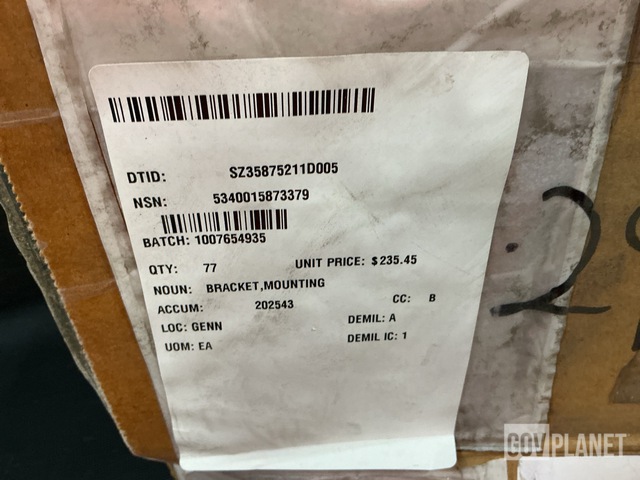 DTID: SZ35875211D005
NSN: 5340015873379
BATCH: 1007654935
QTY: 77 UNIT PRICE: $235.45
NOUN: BRACKET,MOUNTING
ACCUM: 202543 CC: B
LOC: GENN DEMIL: A
UOM: EA DEMIL IC: 1
GOVPLANET